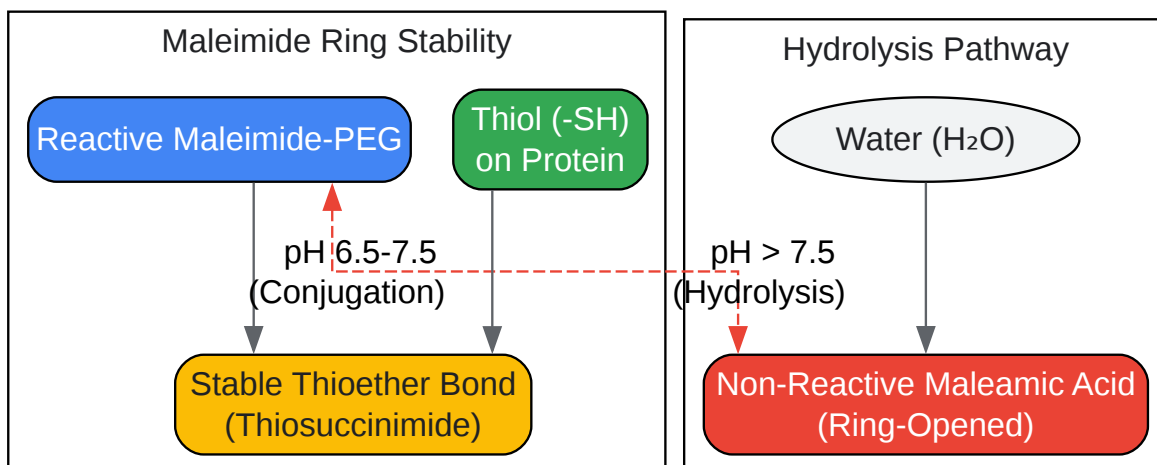 Maleimide Ring Stability
Reactive Maleimide-PEG
Thiol (-SH)
on Protein
pH 6.5-7.5
(Conjugation)
Stable Thioether Bond
(Thiosuccinimide)
Hydrolysis Pathway
Water (H₂O)
pH > 7.5
(Hydrolysis)
Non-Reactive Maleamic Acid
(Ring-Opened)